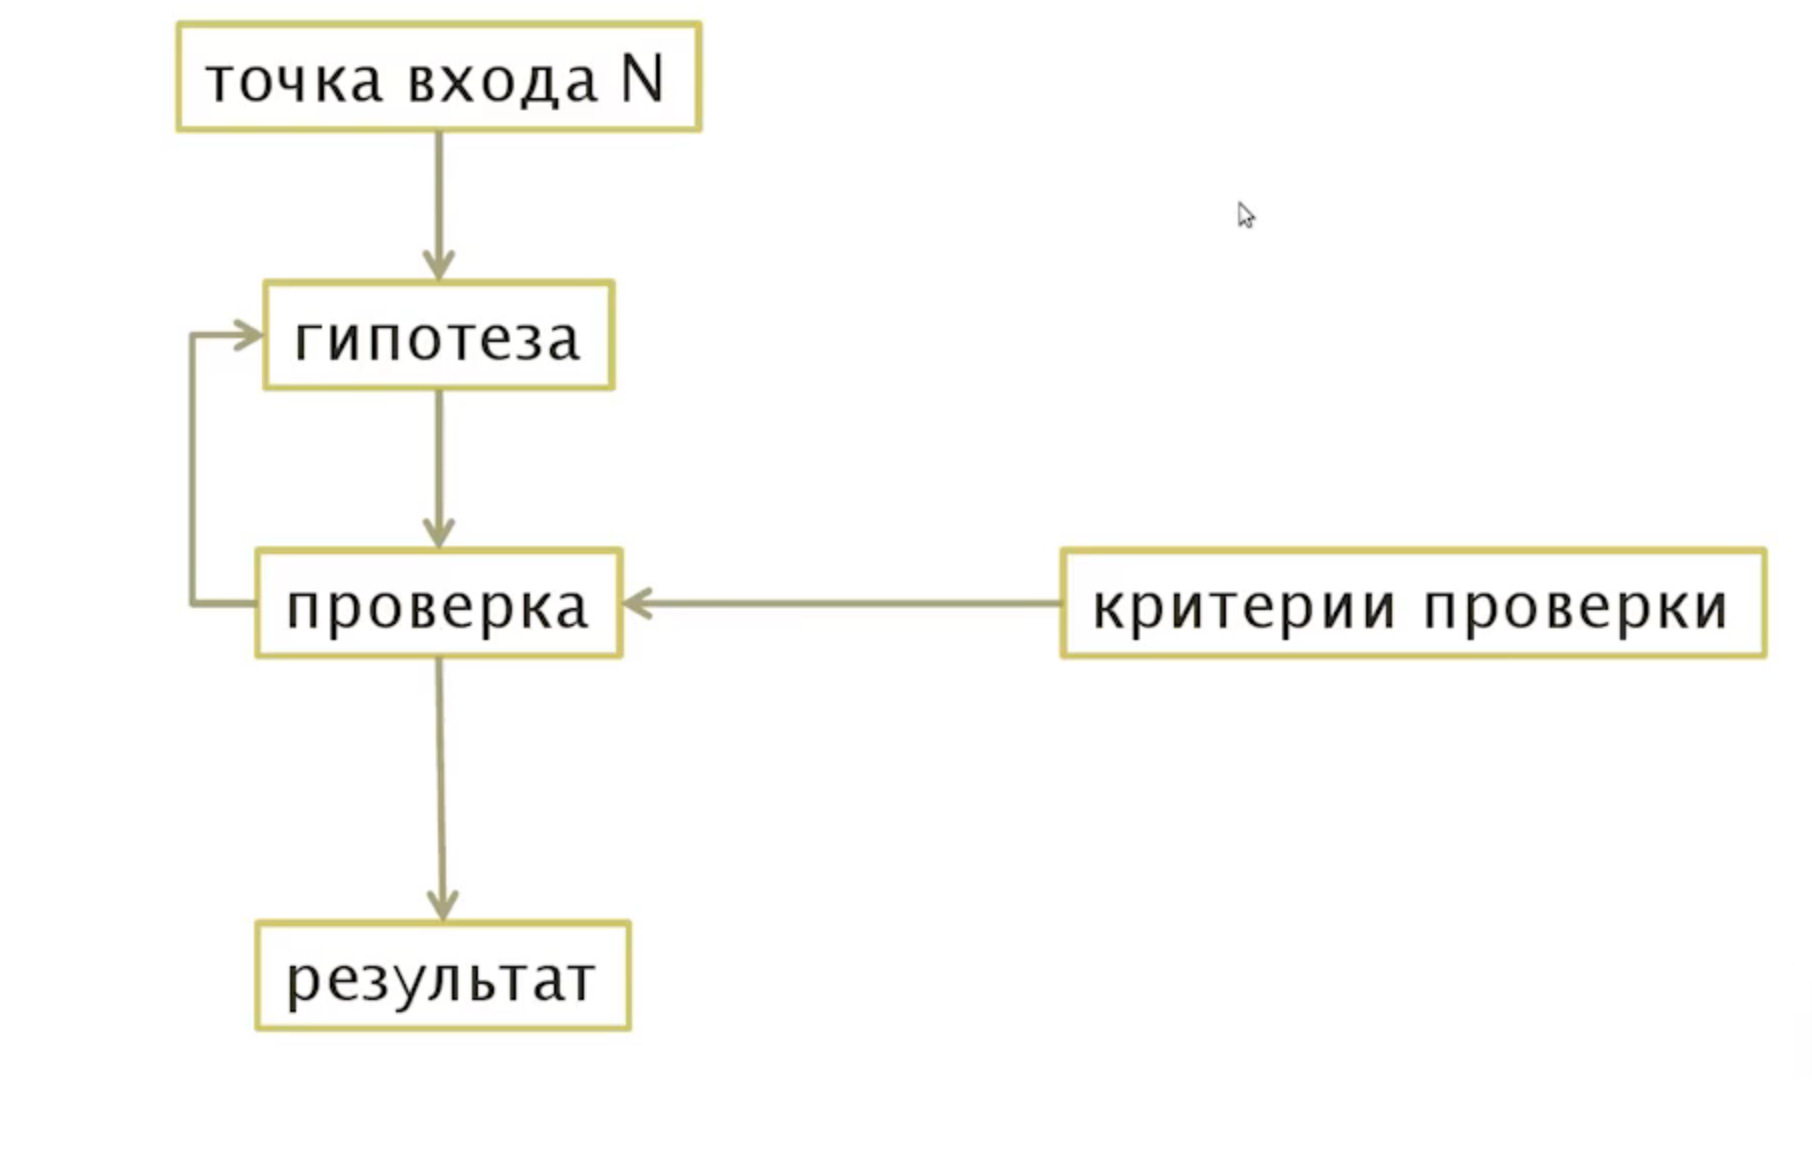 точка входа N
гипотеза
проверка
критерии проверки
результат